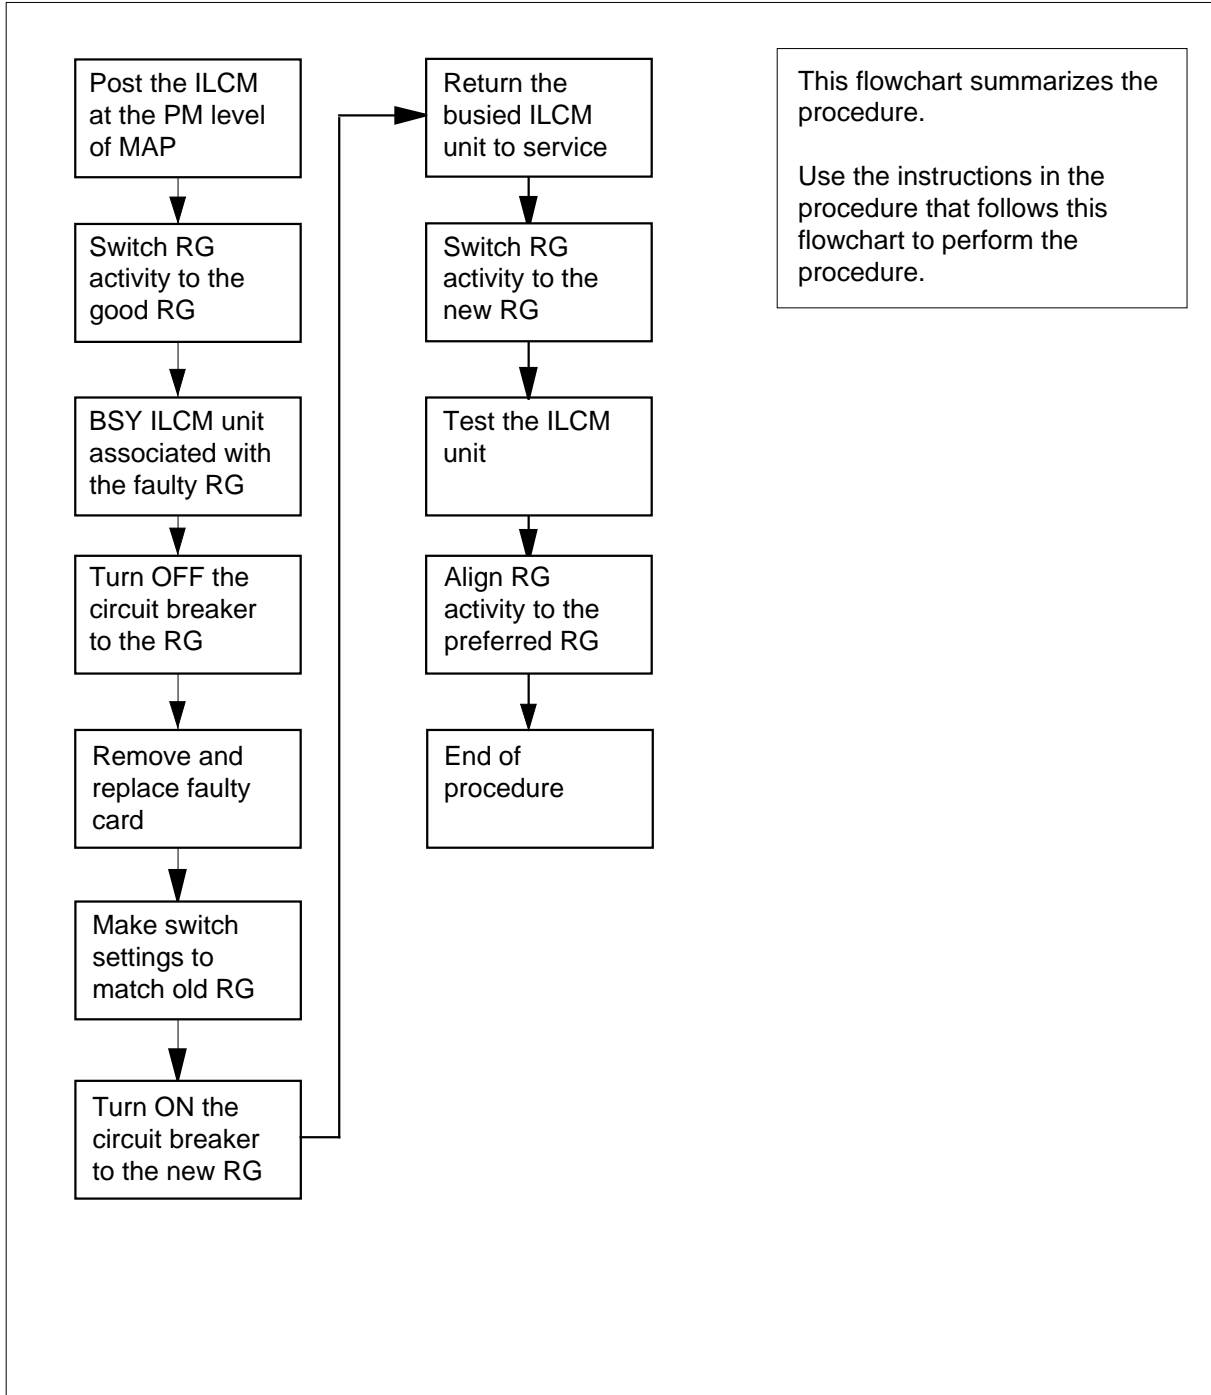 Post the ILCM
at the PM level
of MAP
Switch RG
activity to the
good RG
BSY ILCM unit
associated with
the faulty RG
Turn OFF the
circuit breaker
to the RG
Remove and
replace faulty
card
Make switch
settings to
match old RG
Turn ON the
circuit breaker
to the new RG
Return the
busied ILCM
unit to service
Switch RG
activity to the
new RG
Test the ILCM
unit
Align RG
activity to the
preferred RG
End of
procedure
This flowchart summarizes the
procedure.
Use the instructions in the
procedure that follows this
flowchart to perform the
procedure.